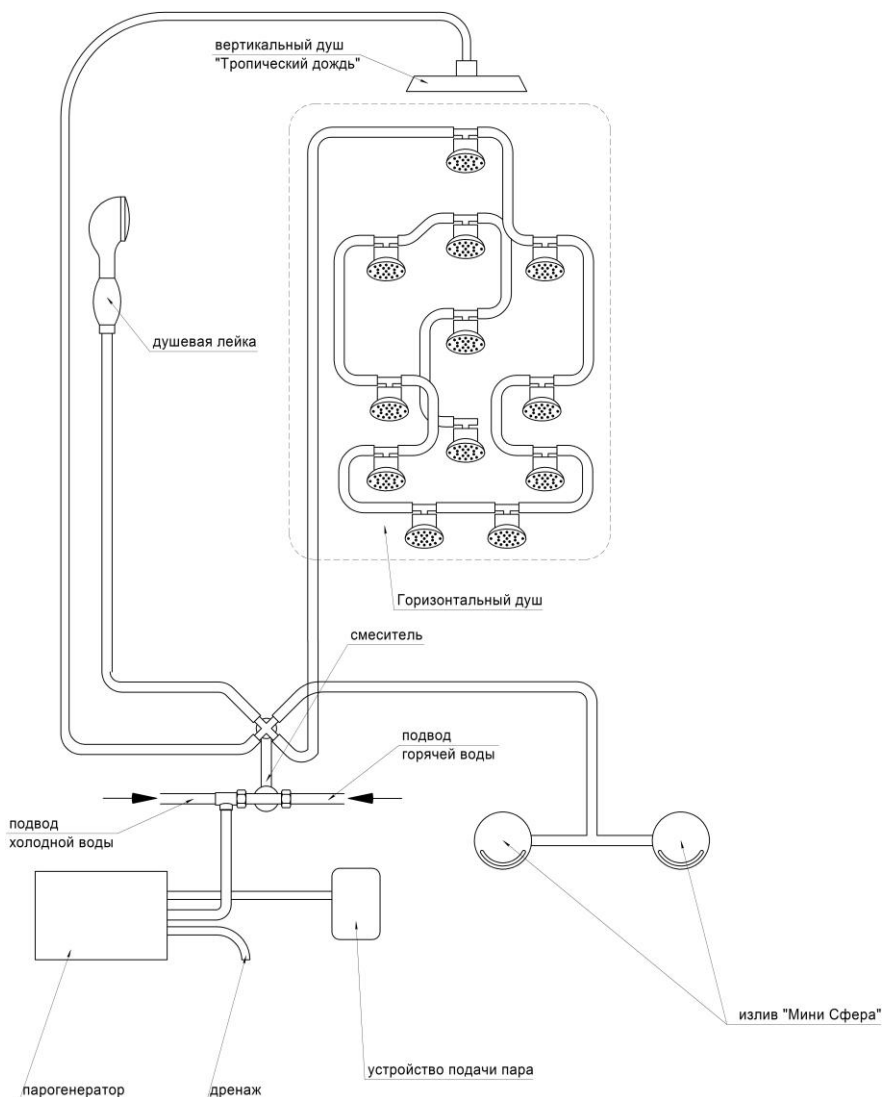 вертикальный душ
"Тропический дождь"
душевая лейка
Горизонтальный душ
смеситель
подвод
горячей воды
подвод
холодной воды
излив "Мини Сфера"
устройство подачи пара
парогенератор
дренаж